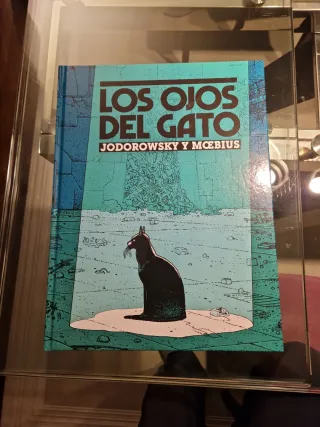 LOS OJOS
DEL GATO
JODOROWSKY Y MŒBIUS